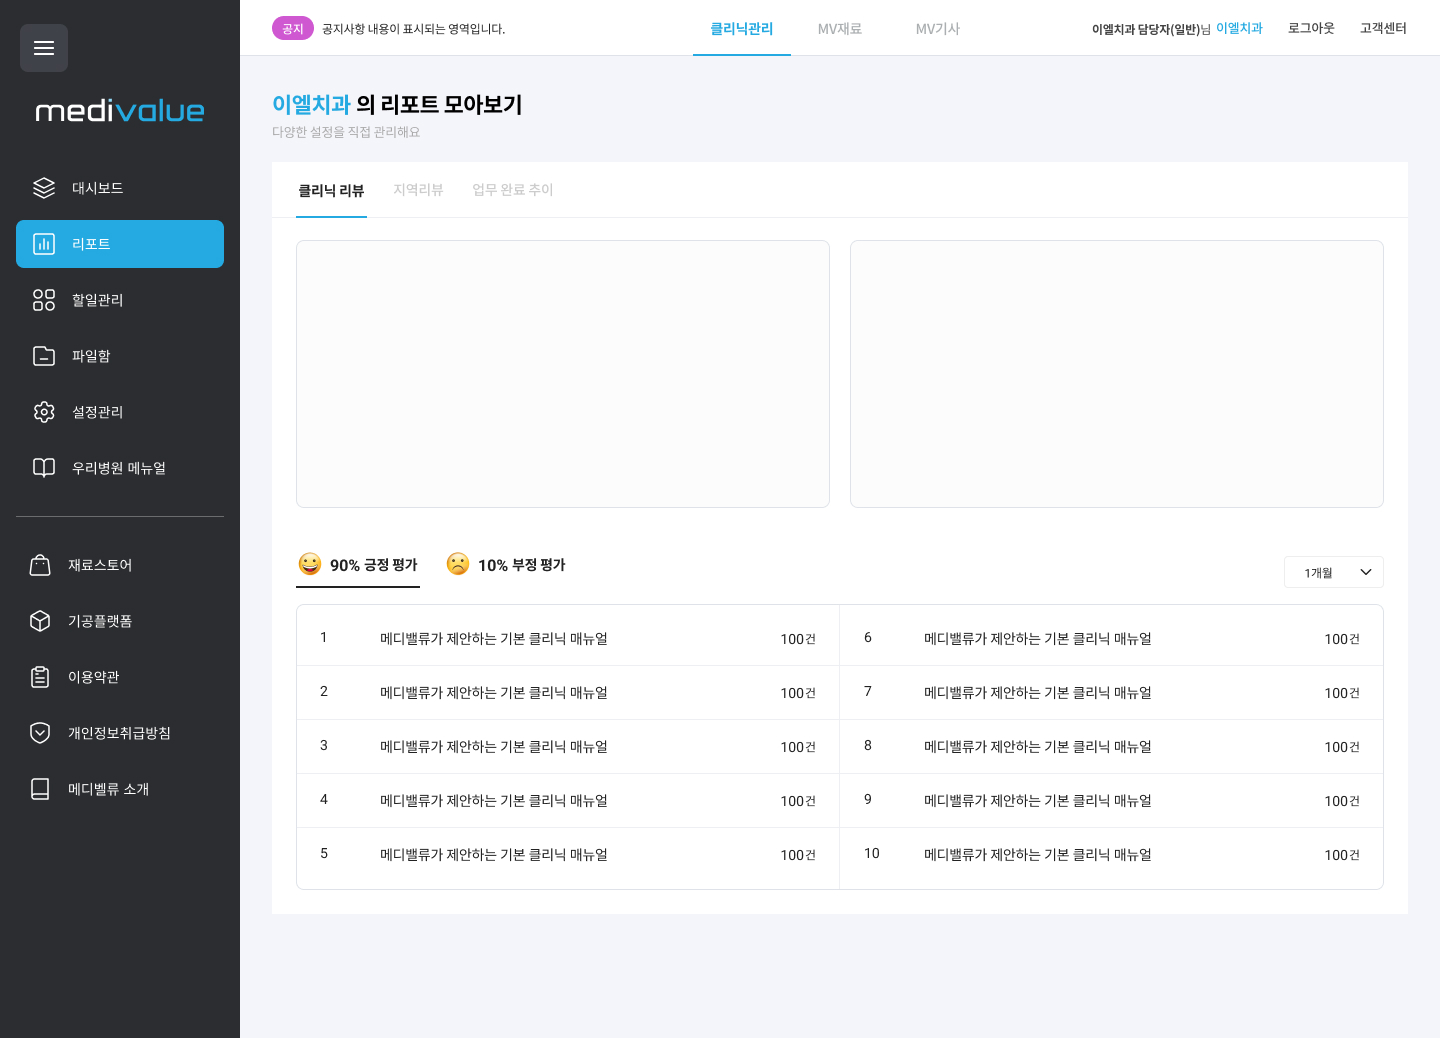 공지 공지사항 내용이 표시되는 영역입니다. 클리닉관리 MV재료 MV기사 이엘치과 담당자(일반)님 이엘치과 로그아웃 고객센터
medivalue
대시보드
리포트
할일관리
파일함
설정관리
우리병원 메뉴얼
재료스토어
기공플랫폼
이용약관
개인정보취급방침
메디벨류 소개
이엘치과 의 리포트 모아보기
다양한 설정을 직접 관리해요
클리닉 리뷰 지역리뷰 업무 완료 추이
90% 긍정 평가 10% 부정 평가 1개월
1 메디밸류가 제안하는 기본 클리닉 매뉴얼 100건
2 메디밸류가 제안하는 기본 클리닉 매뉴얼 100건
3 메디밸류가 제안하는 기본 클리닉 매뉴얼 100건
4 메디밸류가 제안하는 기본 클리닉 매뉴얼 100건
5 메디밸류가 제안하는 기본 클리닉 매뉴얼 100건
6 메디밸류가 제안하는 기본 클리닉 매뉴얼 100건
7 메디밸류가 제안하는 기본 클리닉 매뉴얼 100건
8 메디밸류가 제안하는 기본 클리닉 매뉴얼 100건
9 메디밸류가 제안하는 기본 클리닉 매뉴얼 100건
10 메디밸류가 제안하는 기본 클리닉 매뉴얼 100건